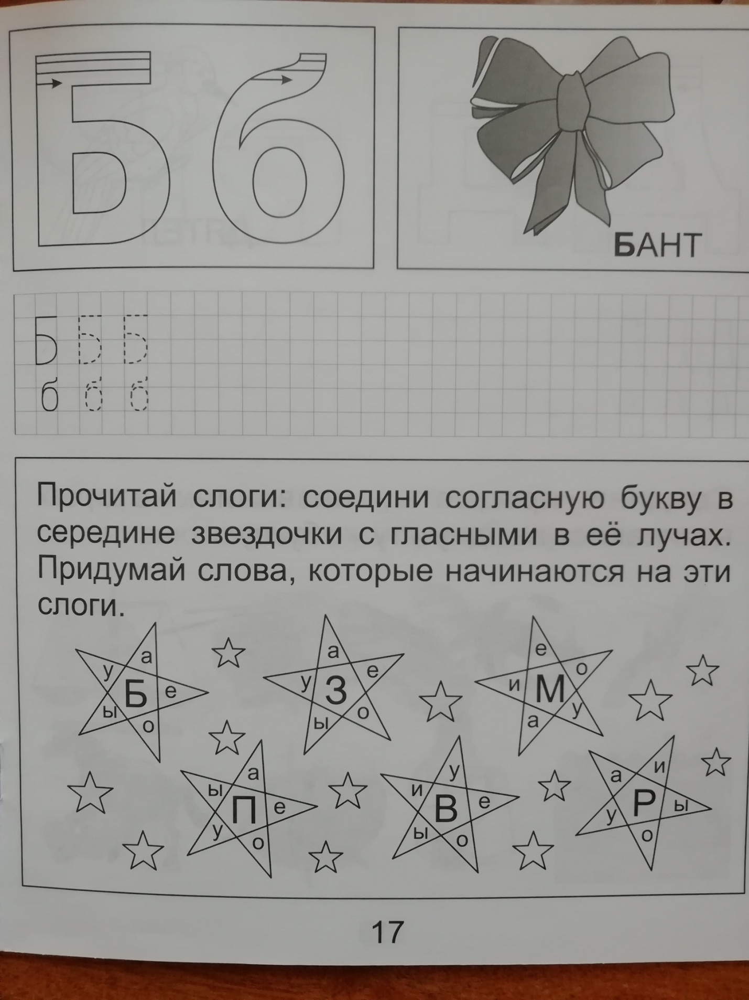 Б б
БАНТ
Б Б Б
б б б
Прочитай слоги: соедини согласную букву в
середине звездочки с гласными в её лучах.
Придумай слова, которые начинаются на эти
слоги.
а
у Б е
ы о
а
у З е
ы о
е
и М о
а у
а
ы П е
у о
у
и В е
ы о
а и
Р ы
у о
17